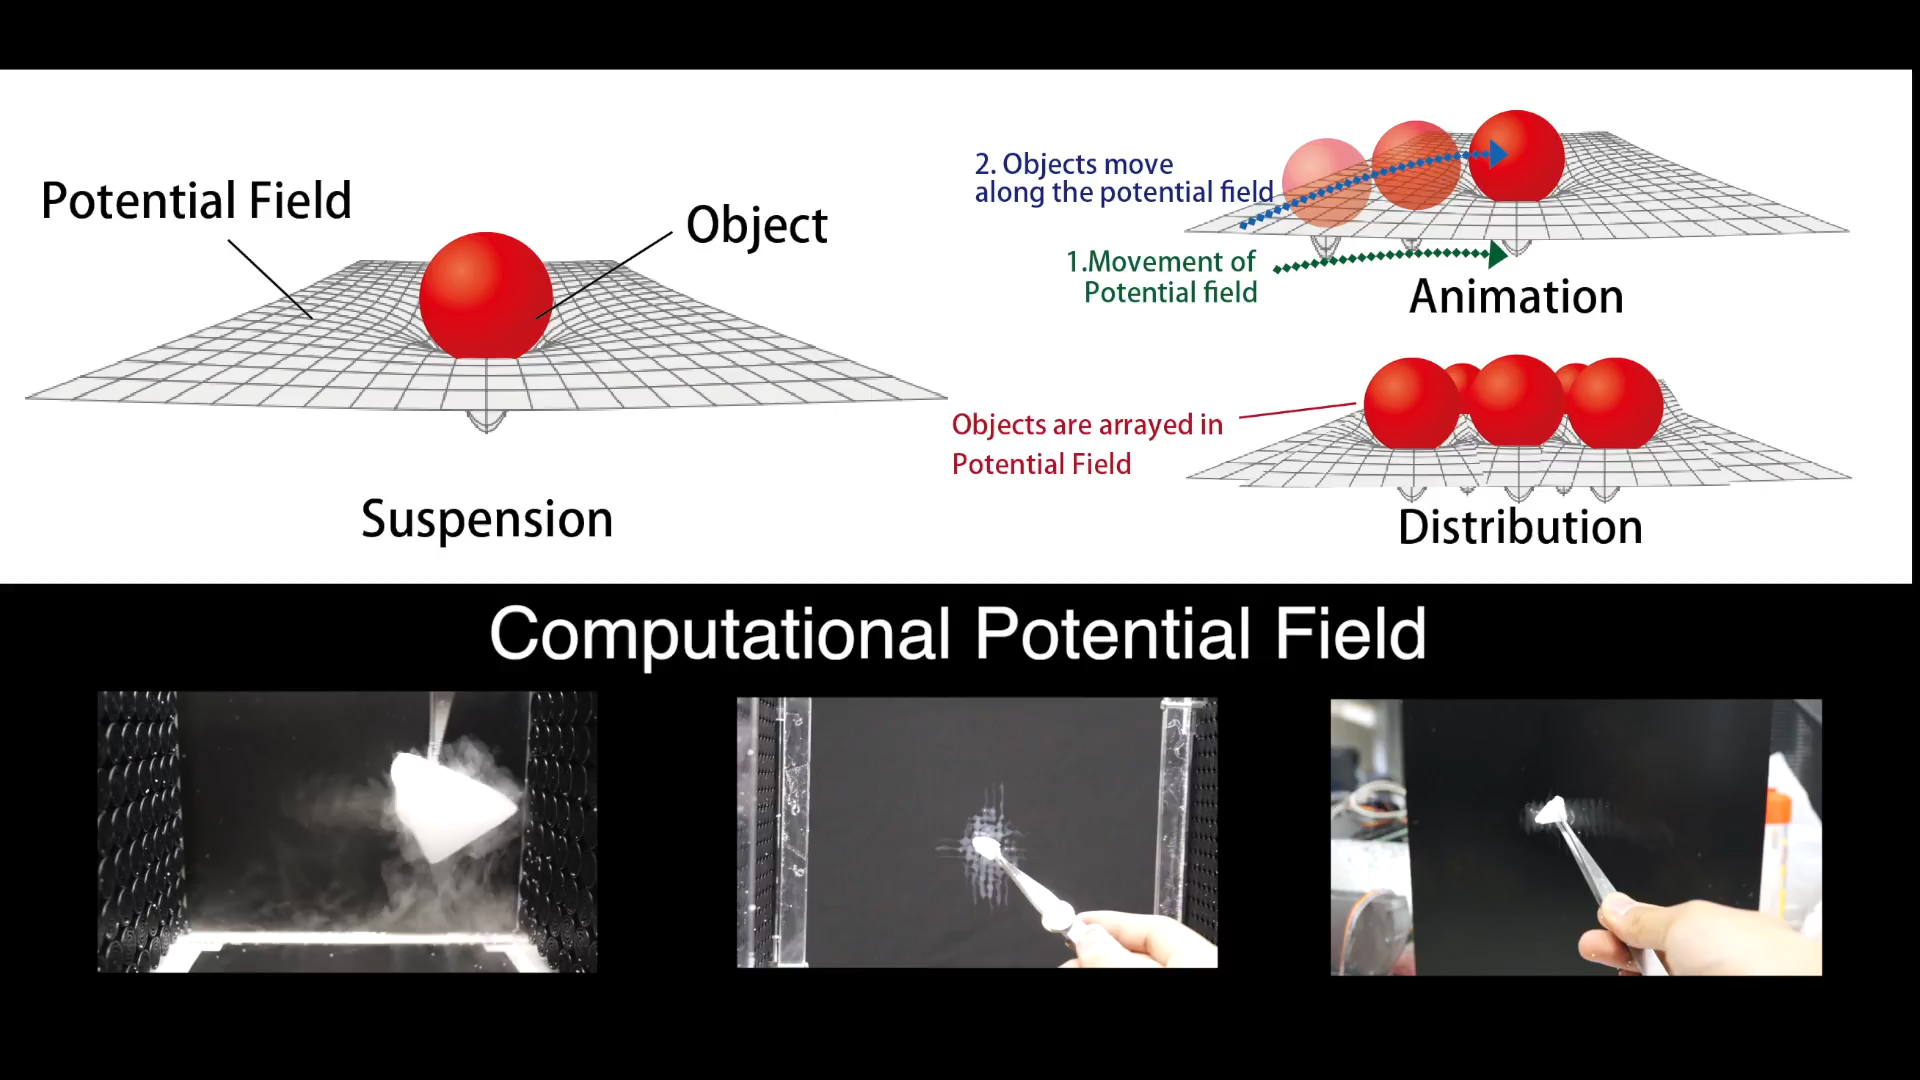 Potential Field
Object
Suspension
2. Objects move
along the potential field
1.Movement of
Potential field
Animation
Objects are arrayed in
Potential Field
Distribution
Computational Potential Field